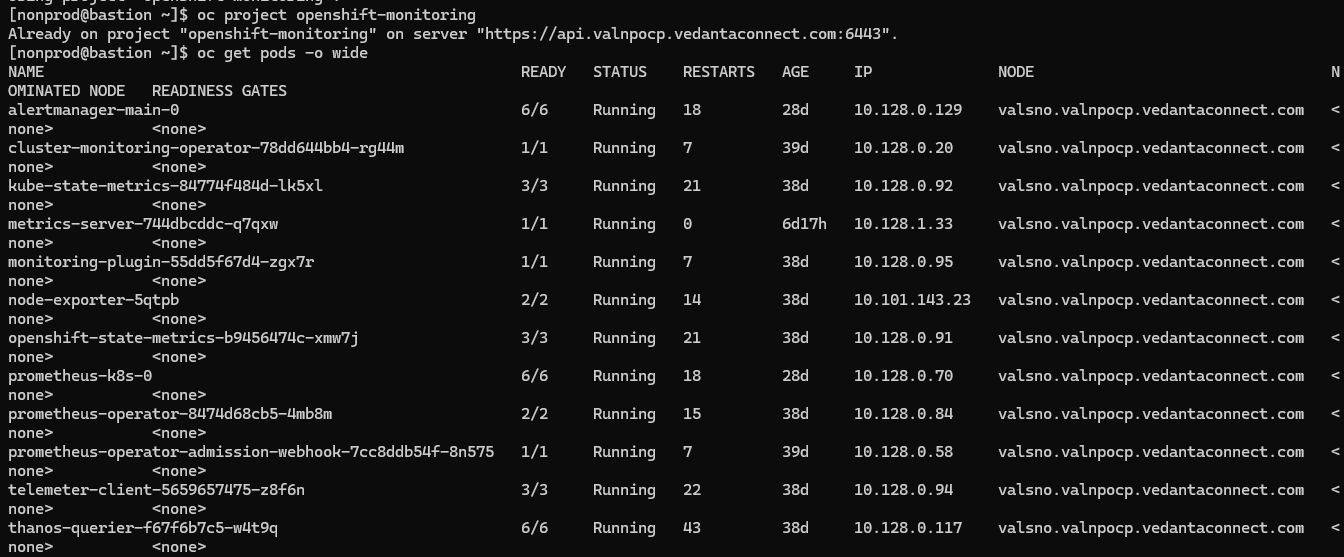 [nonprod@bastion ~]$ oc project openshift-monitoring
Already on project "openshift-monitoring" on server "https://api.valnpocp.vedantaconnect.com:6443".
[nonprod@bastion ~]$ oc get pods -o wide
NAME                                                     READY   STATUS    RESTARTS   AGE     IP              NODE                                 N
OMINATED NODE   READINESS GATES
alertmanager-main-0                                      6/6     Running   18         28d     10.128.0.129    valsno.valnpocp.vedantaconnect.com   <
none>           <none>
cluster-monitoring-operator-78dd644bb4-rg44m             1/1     Running   7          39d     10.128.0.20     valsno.valnpocp.vedantaconnect.com   <
none>           <none>
kube-state-metrics-84774f484d-lk5xl                      3/3     Running   21         38d     10.128.0.92     valsno.valnpocp.vedantaconnect.com   <
none>           <none>
metrics-server-744dbcddc-q7qxw                           1/1     Running   0          6d17h   10.128.1.33     valsno.valnpocp.vedantaconnect.com   <
none>           <none>
monitoring-plugin-55dd5f67d4-zgx7r                       1/1     Running   7          38d     10.128.0.95     valsno.valnpocp.vedantaconnect.com   <
none>           <none>
node-exporter-5qtpb                                      2/2     Running   14         38d     10.101.143.23   valsno.valnpocp.vedantaconnect.com   <
none>           <none>
openshift-state-metrics-b9456474c-xmw7j                  3/3     Running   21         38d     10.128.0.91     valsno.valnpocp.vedantaconnect.com   <
none>           <none>
prometheus-k8s-0                                         6/6     Running   18         28d     10.128.0.70     valsno.valnpocp.vedantaconnect.com   <
none>           <none>
prometheus-operator-8474d68cb5-4mb8m                     2/2     Running   15         38d     10.128.0.84     valsno.valnpocp.vedantaconnect.com   <
none>           <none>
prometheus-operator-admission-webhook-7cc8ddb54f-8n575   1/1     Running   7          39d     10.128.0.58     valsno.valnpocp.vedantaconnect.com   <
none>           <none>
telemeter-client-5659657475-z8f6n                        3/3     Running   22         38d     10.128.0.94     valsno.valnpocp.vedantaconnect.com   <
none>           <none>
thanos-querier-f67f6b7c5-w4t9q                           6/6     Running   43         38d     10.128.0.117    valsno.valnpocp.vedantaconnect.com   <
none>           <none>